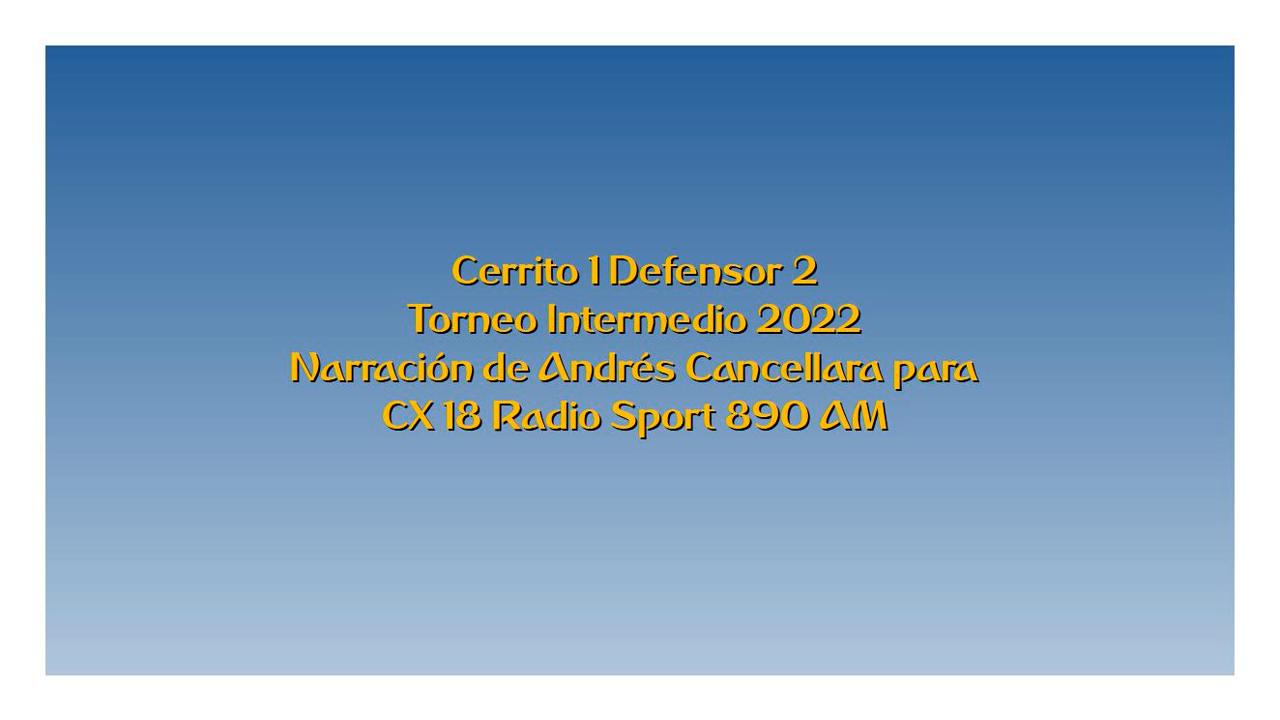 Cerrito 1 Defensor 2
Torneo Intermedio 2022
Narración de Andrés Cancellara para
CX 18 Radio Sport 890 AM